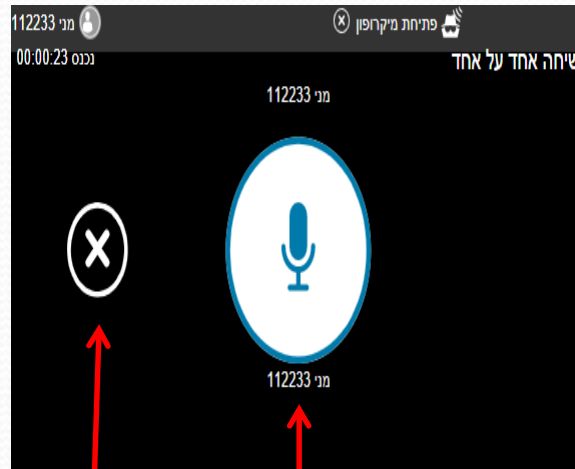 פתיחת מיקרופון
מני 112233
שיחה אחד על אחד
נכנס 00:00:23
מני 112233
מני 112233